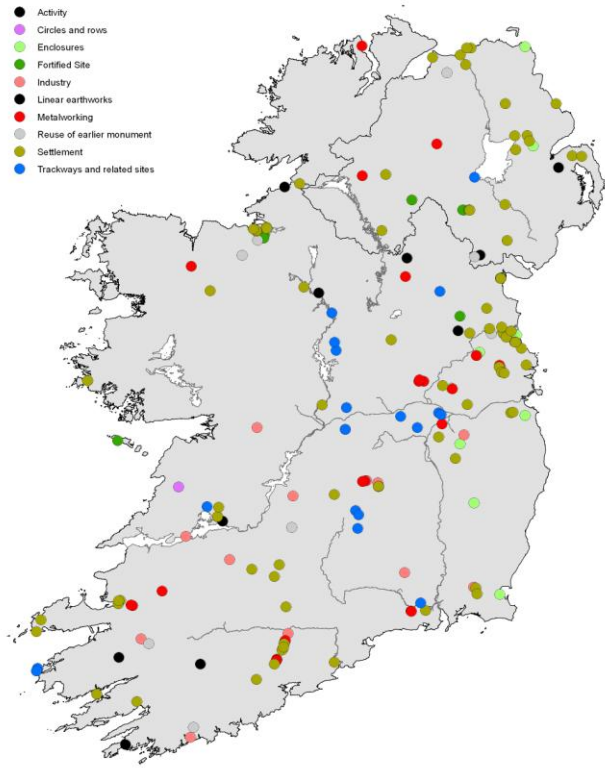 Activity
Circles and rows
Enclosures
Fortified Site
Industry
Linear earthworks
Metalworking
Reuse of earlier monument
Settlement
Trackways and related sites